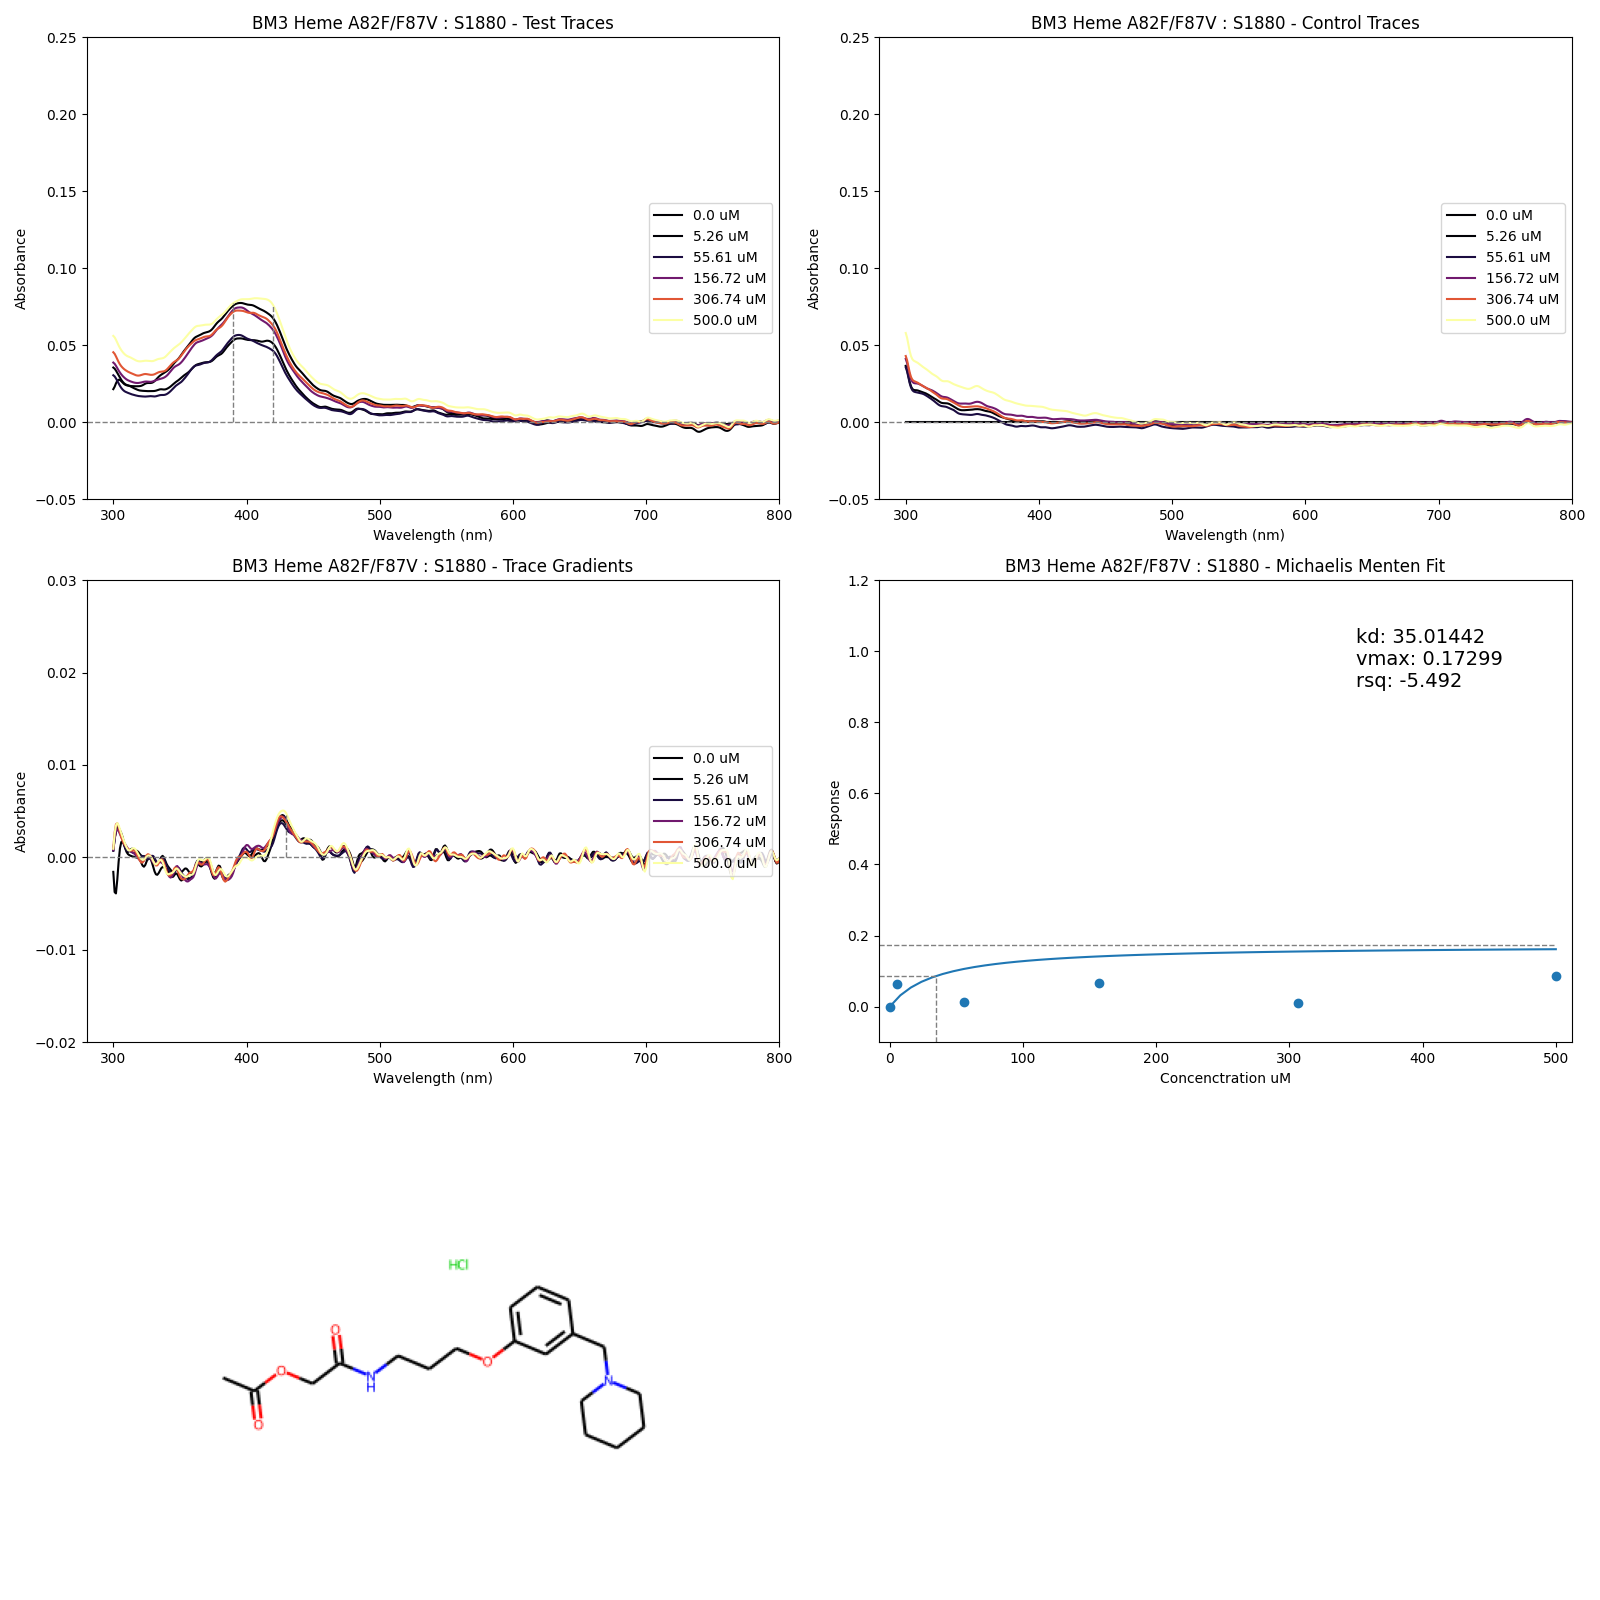 BM3 Heme A82F/F87V : S1880 - Test Traces
0.25
0.20
0.15
0.10
0.05
0.00
−0.05
Absorbance
300 400 500 600 700 800
Wavelength (nm)
0.0 uM
5.26 uM
55.61 uM
156.72 uM
306.74 uM
500.0 uM
BM3 Heme A82F/F87V : S1880 - Control Traces
0.25
0.20
0.15
0.10
0.05
0.00
−0.05
Absorbance
300 400 500 600 700 800
Wavelength (nm)
0.0 uM
5.26 uM
55.61 uM
156.72 uM
306.74 uM
500.0 uM
BM3 Heme A82F/F87V : S1880 - Trace Gradients
0.03
0.02
0.01
0.00
−0.01
−0.02
Absorbance
300 400 500 600 700 800
Wavelength (nm)
0.0 uM
5.26 uM
55.61 uM
156.72 uM
306.74 uM
500.0 uM
BM3 Heme A82F/F87V : S1880 - Michaelis Menten Fit
1.2
1.0
0.8
0.6
0.4
0.2
0.0
Response
0 100 200 300 400 500
Concenctration uM
kd: 35.01442
vmax: 0.17299
rsq: -5.492
HCl
O
O
O
N
H
O
N